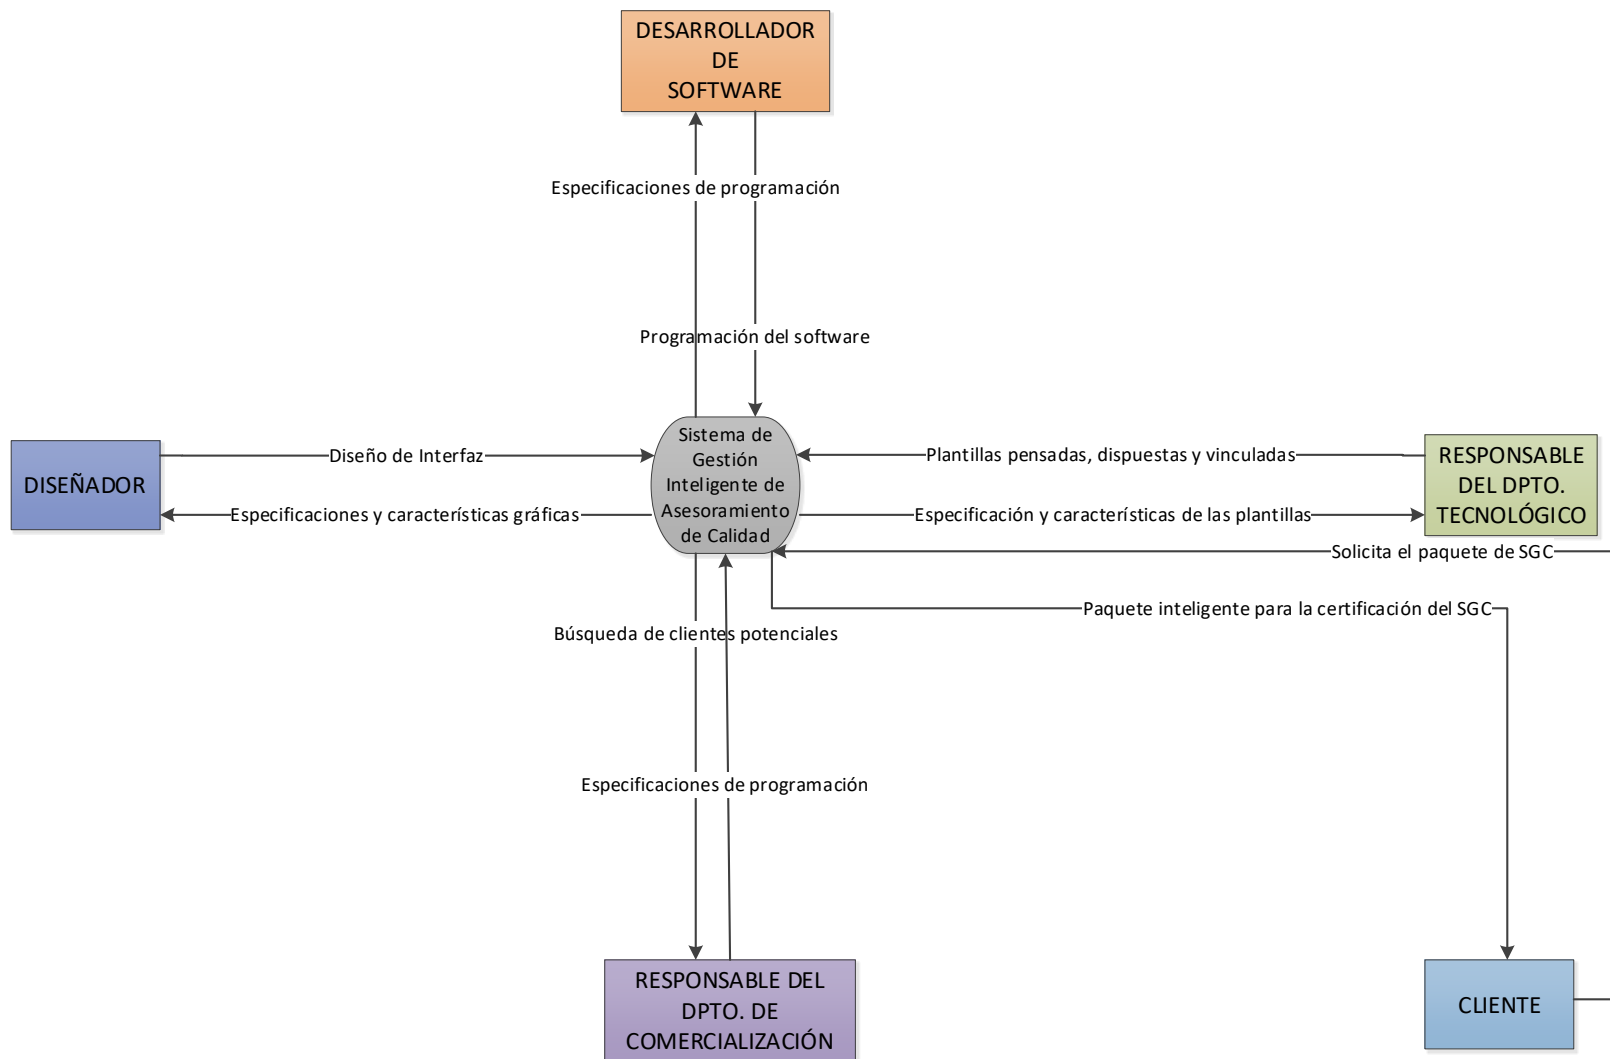 DESARROLLADOR
DE
SOFTWARE
Especificaciones de programación
Programación del software
Sistema de
Gestión
Inteligente de
Asesoramiento
de Calidad
DISEÑADOR
Diseño de Interfaz
Especificaciones y características gráficas
Plantillas pensadas, dispuestas y vinculadas
Especificación y características de las plantillas
RESPONSABLE
DEL DPTO.
TECNOLÓGICO
Solicita el paquete de SGC
Paquete inteligente para la certificación del SGC
Búsqueda de clientes potenciales
Especificaciones de programación
RESPONSABLE DEL
DPTO. DE
COMERCIALIZACIÓN
CLIENTE